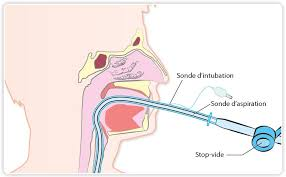 Sonde d'intubation
Sonde d'aspiration
Stop-vide